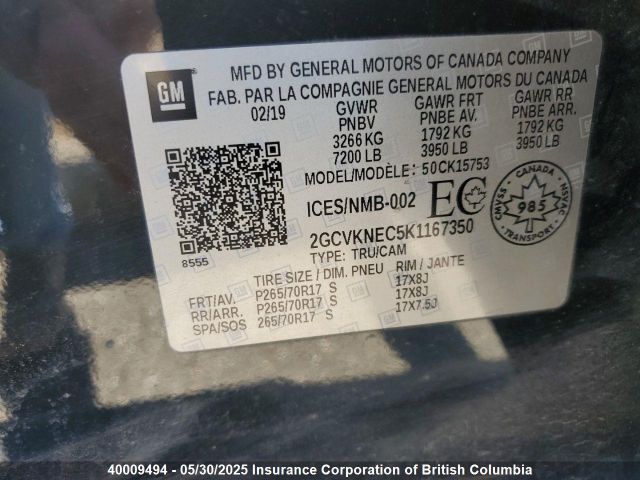 MFD BY GENERAL MOTORS OF CANADA COMPANY
FAB. PAR LA COMPAGNIE GENERAL MOTORS DU CANADA
GM
02/19 GVWR GAWR FRT GAWR RR
PNBV PNBE AV. PNBE ARR.
3266 KG 1792 KG 1792 KG
7200 LB 3950 LB 3950 LB
MODEL/MODÈLE: 50CK15753
ICES/NMB-002 EC
CANADA
CMVSS 985 NSVAC
TRANSPORT
2GCVKNEC5K1167350
8555
TYPE: TRU/CAM
TIRE SIZE / DIM. PNEU RIM / JANTE
FRT/AV. P265/70R17 S 17X8J
RR/ARR. P265/70R17 S 17X8J
SPA/SOS 265/70R17 S 17X7.5J
40009494 - 05/30/2025 Insurance Corporation of British Columbia